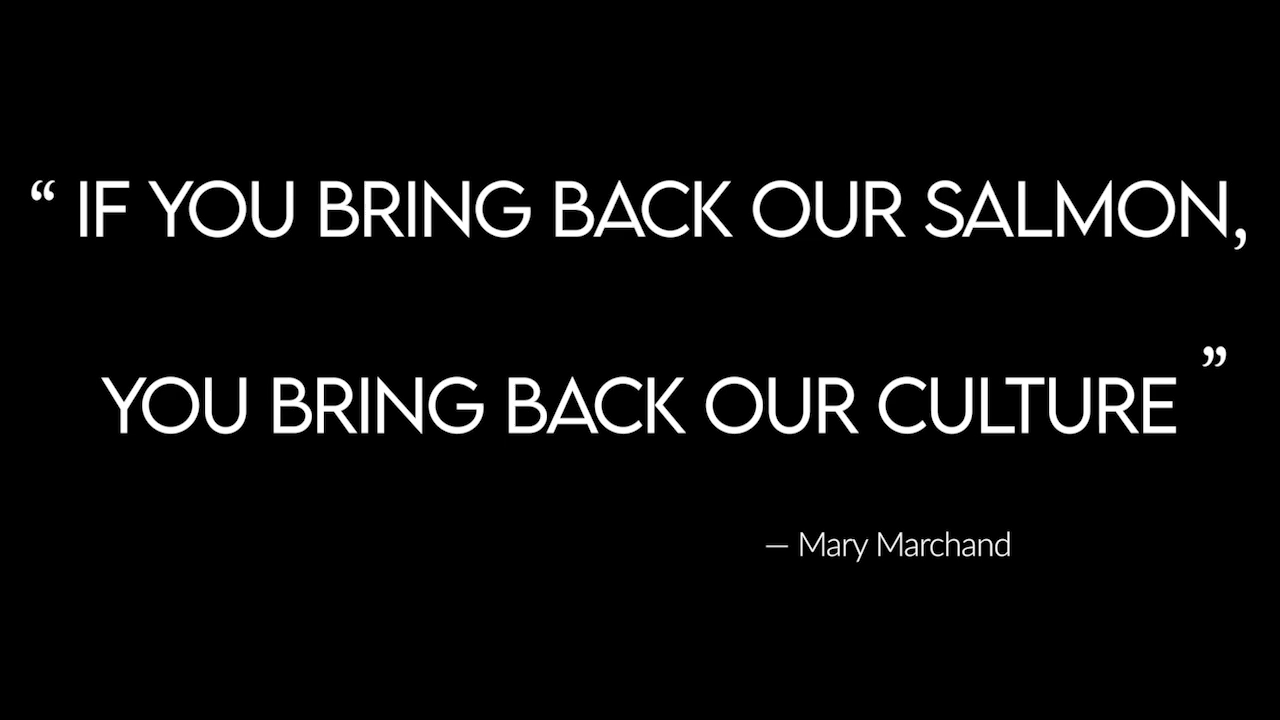 “ IF YOU BRING BACK OUR SALMON,
YOU BRING BACK OUR CULTURE ”
— Mary Marchand